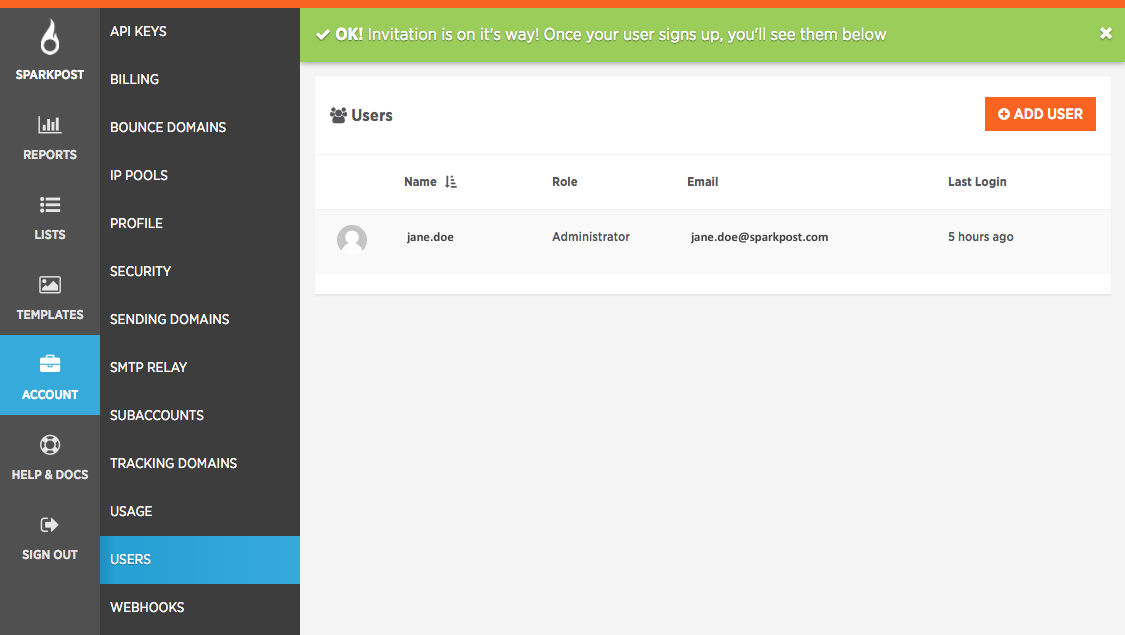 SPARKPOST
REPORTS
LISTS
TEMPLATES
ACCOUNT
HELP & DOCS
SIGN OUT
API KEYS
BILLING
BOUNCE DOMAINS
IP POOLS
PROFILE
SECURITY
SENDING DOMAINS
SMTP RELAY
SUBACCOUNTS
TRACKING DOMAINS
USAGE
USERS
WEBHOOKS
OK! Invitation is on it's way! Once your user signs up, you'll see them below
Users
ADD USER
Name Role Email Last Login
jane.doe Administrator jane.doe@sparkpost.com 5 hours ago